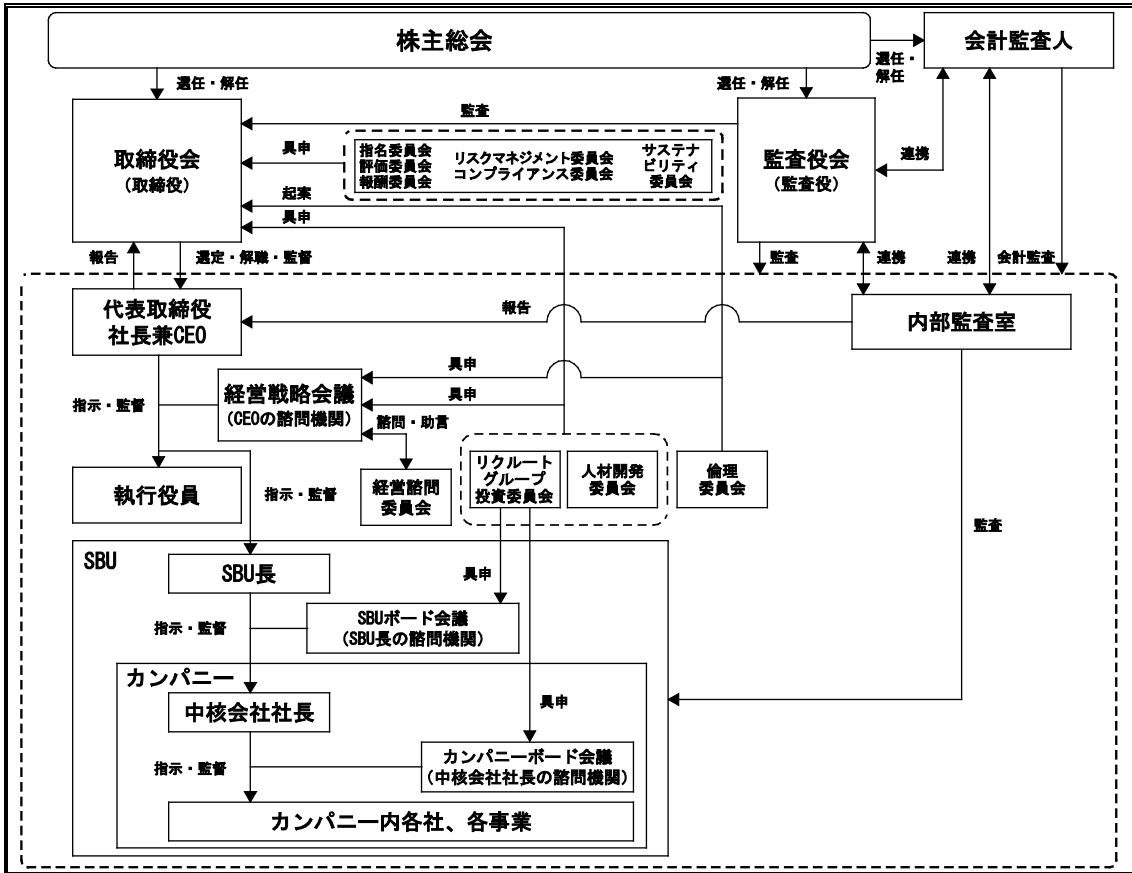 株主総会
会計監査人
選任・解任
選任・解任
選任・
解任
取締役会
(取締役)
監査
具申
指名委員会
評価委員会
報酬委員会
リスクマネジメント委員会
コンプライアンス委員会
サステナ
ビリティ
委員会
監査役会
(監査役)
連携
起案
具申
報告
選定・解職・監督
監査
連携
連携
会計監査
代表取締役
社長兼CEO
報告
内部監査室
具申
経営戦略会議
(CEOの諮問機関)
具申
指示・監督
諮問・助言
執行役員
指示・監督
経営諮問
委員会
リクルート
グループ
投資委員会
人材開発
委員会
倫理
委員会
監査
SBU
SBU長
具申
SBUボード会議
(SBU長の諮問機関)
指示・監督
カンパニー
中核会社社長
具申
カンパニーボード会議
(中核会社社長の諮問機関)
指示・監督
カンパニー内各社、各事業